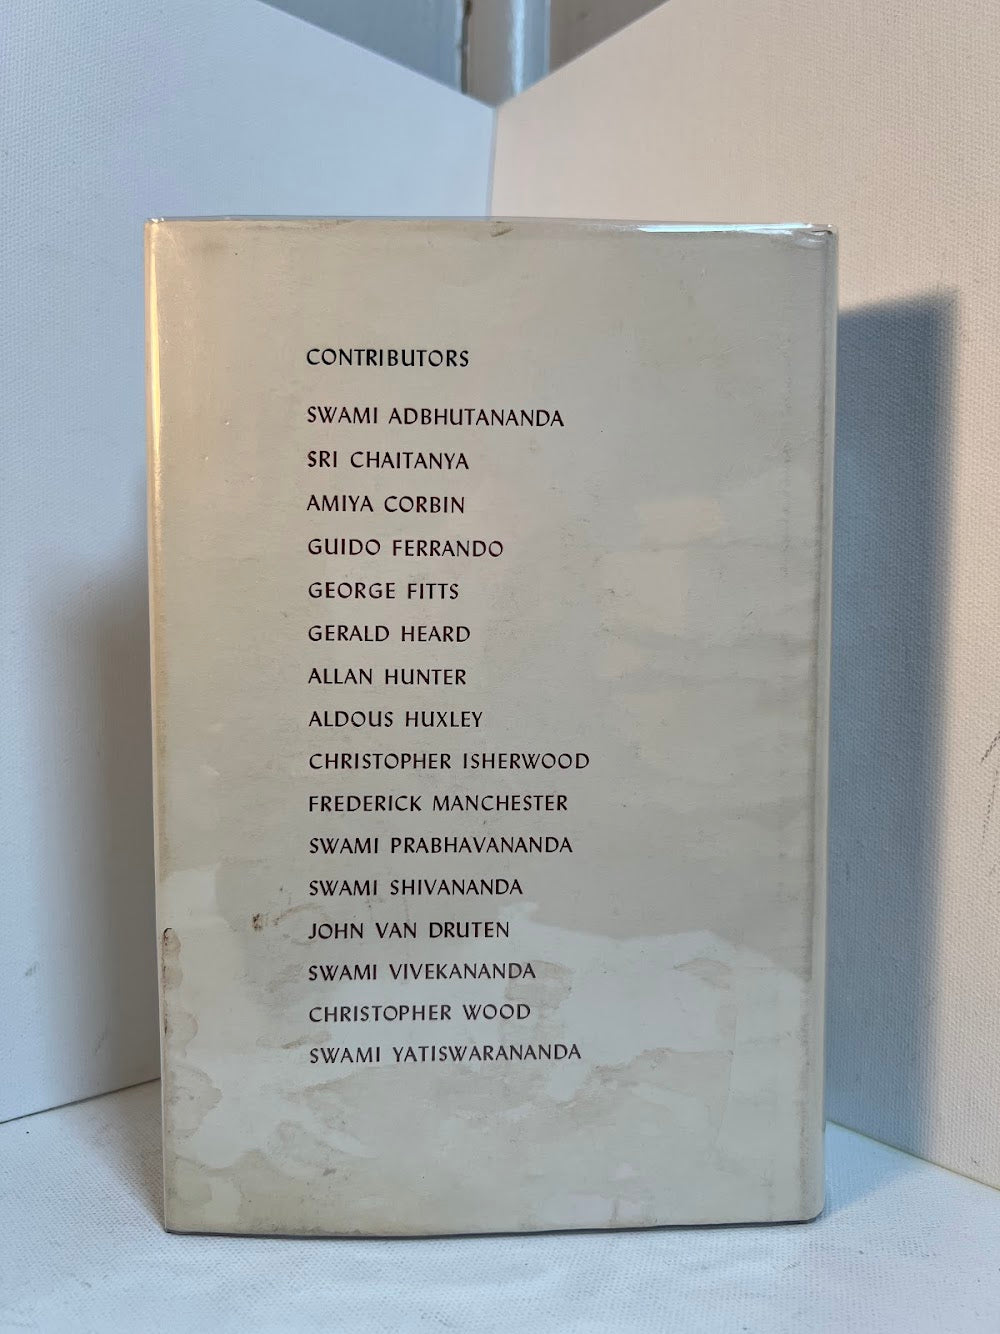 CONTRIBUTORS
SWAMI ADBHUTANANDA
SRI CHAITANYA
AMIYA CORBIN
GUIDO FERRANDO
GEORGE FITTS
GERALD HEARD
ALLAN HUNTER
ALDOUS HUXLEY
CHRISTOPHER ISHERWOOD
FREDERICK MANCHESTER
SWAMI PRABHAVANANDA
SWAMI SHIVANANDA
JOHN VAN DRUTEN
SWAMI VIVEKANANDA
CHRISTOPHER WOOD
SWAMI YATISWARANANDA